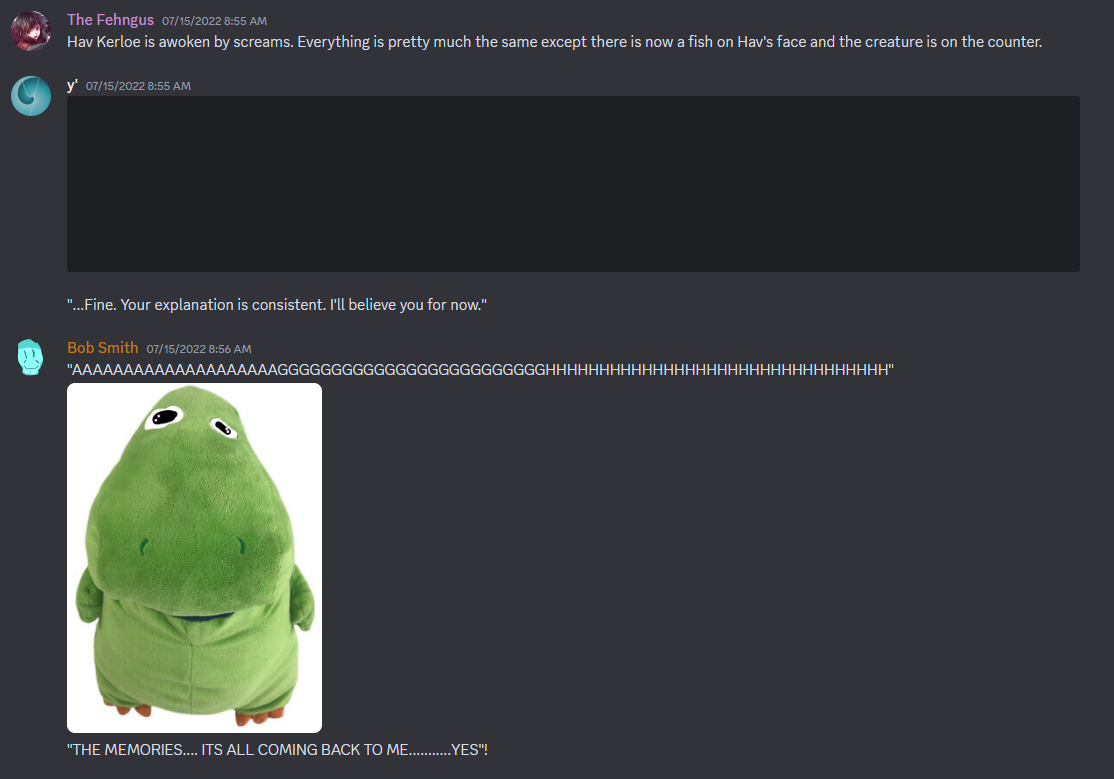 The Fehngus 07/15/2022 8:55 AM
Hav Kerloe is awoken by screams. Everything is pretty much the same except there is now a fish on Hav's face and the creature is on the counter.
y' 07/15/2022 8:55 AM
"...Fine. Your explanation is consistent. I'll believe you for now."
Bob Smith 07/15/2022 8:56 AM
"AAAAAAAAAAAAAAAAAAAAGGGGGGGGGGGGGGGGGGGGGGGGGHHHHHHHHHHHHHHHHHHHHHHHHHHHHHHHH"
"THE MEMORIES.... ITS ALL COMING BACK TO ME...........YES"!